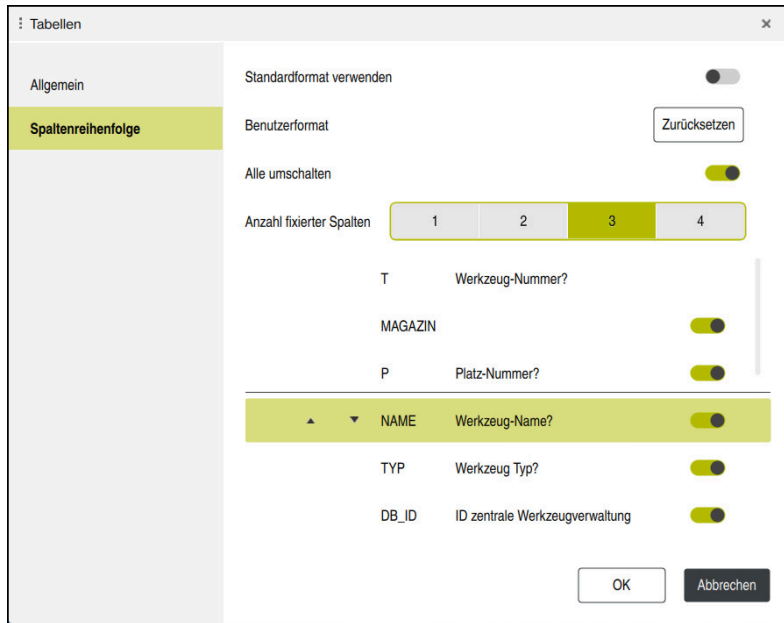 Tabellen
Allgemein
Spaltenreihenfolge
Standardformat verwenden
Benutzerformat Zurücksetzen
Alle umschalten
Anzahl fixierter Spalten 1 2 3 4
T Werkzeug-Nummer?
MAGAZIN
P Platz-Nummer?
NAME Werkzeug-Name?
TYP Werkzeug Typ?
DB_ID ID zentrale Werkzeugverwaltung
OK Abbrechen